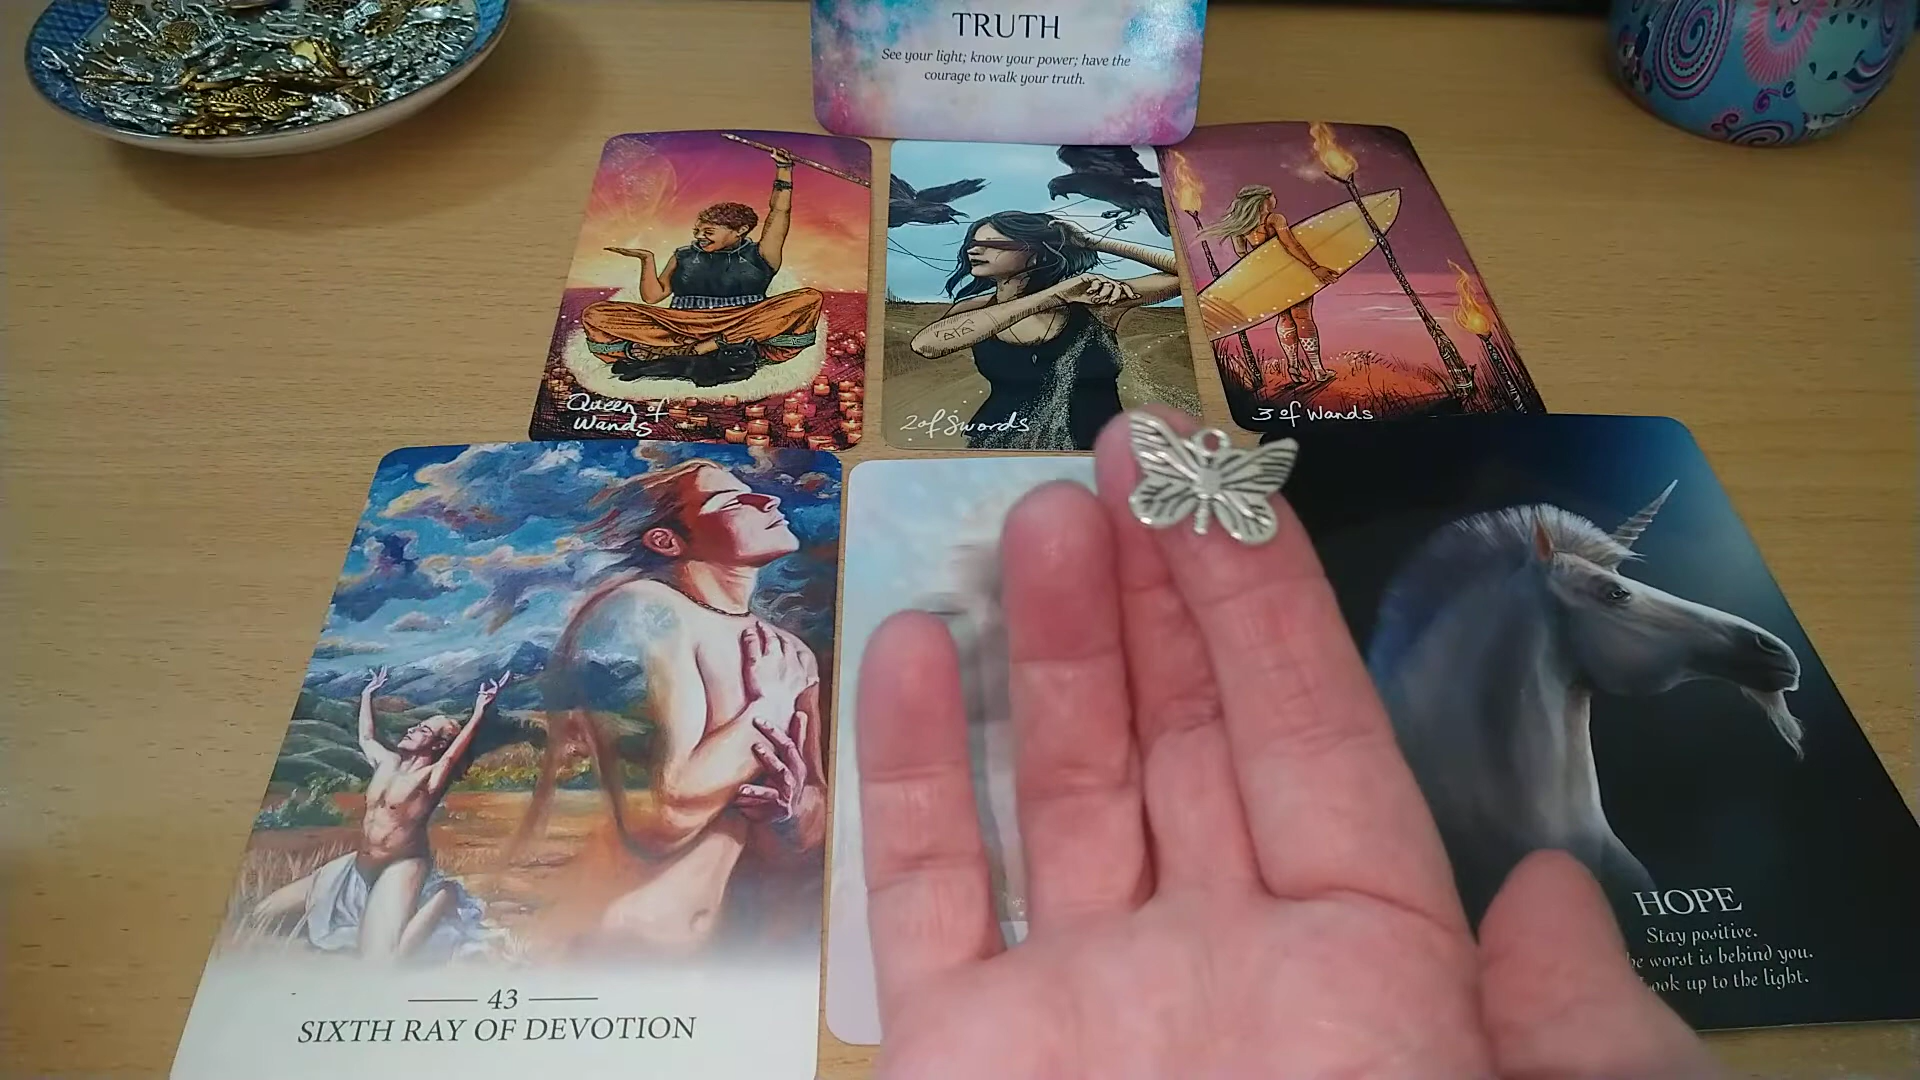 TRUTH
See your light; know your power; have the
courage to walk your truth.
Queen of
Wands
2 of Swords
3 of Wands
43
SIXTH RAY OF DEVOTION
HOPE
Stay positive.
worst is behind you.
up to the light.